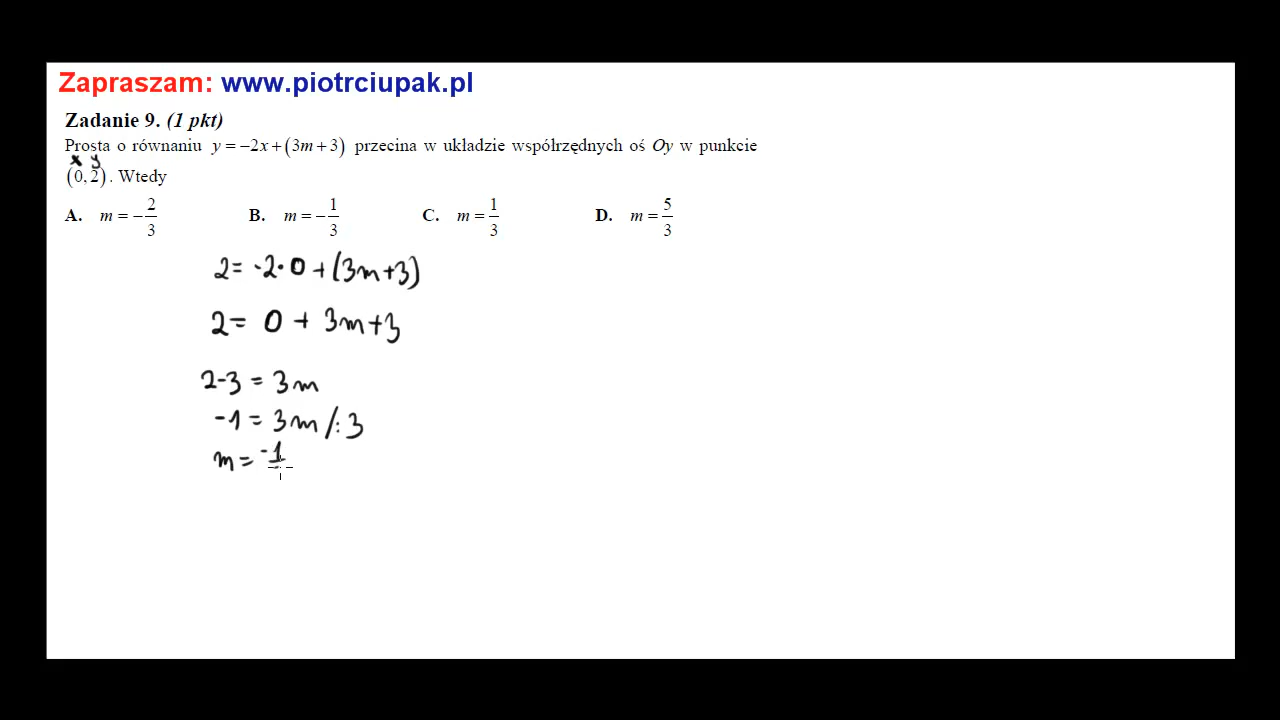 Zapraszam: www.piotrciupak.pl
Zadanie 9. (1 pkt)
Prosta o równaniu y = −2x + (3m + 3) przecina w układzie współrzędnych oś Oy w punkcie
x y
(0, 2). Wtedy
A. m = −2/3 B. m = −1/3 C. m = 1/3 D. m = 5/3
2 = -2·0 + (3m+3)
2 = 0 + 3m+3
2-3 = 3m
-1 = 3m /:3
m = -1